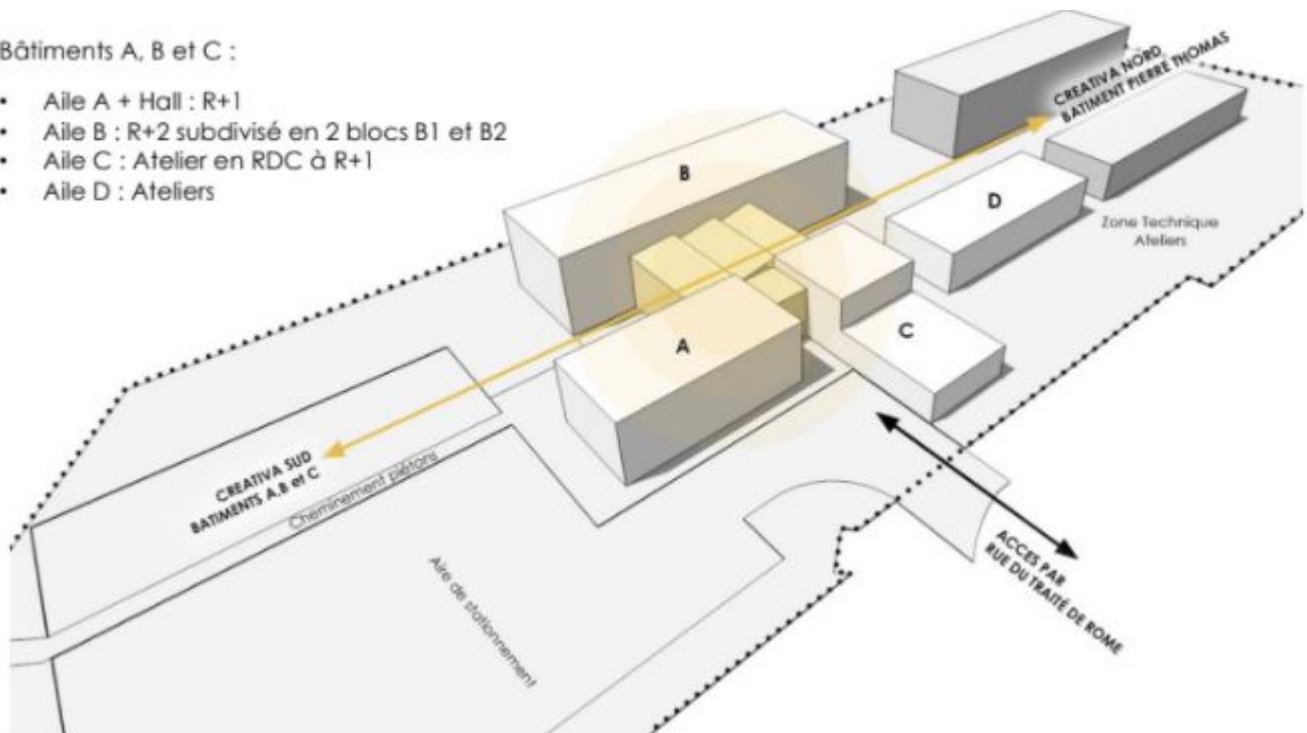 Bâtiments A, B et C :
• Aile A + Hall : R+1
• Aile B : R+2 subdivisé en 2 blocs B1 et B2
• Aile C : Atelier en RDC à R+1
• Aile D : Ateliers
CREATIVA NORD
BATIMENT PIERRE THOMAS
B
D
Zone Technique
Ateliers
A
C
CREATIVA SUD
BATIMENTS A,B et C
Cheminement piétons
Aire de stationnement
ACCES PAR
RUE DU TRAITÉ DE ROME